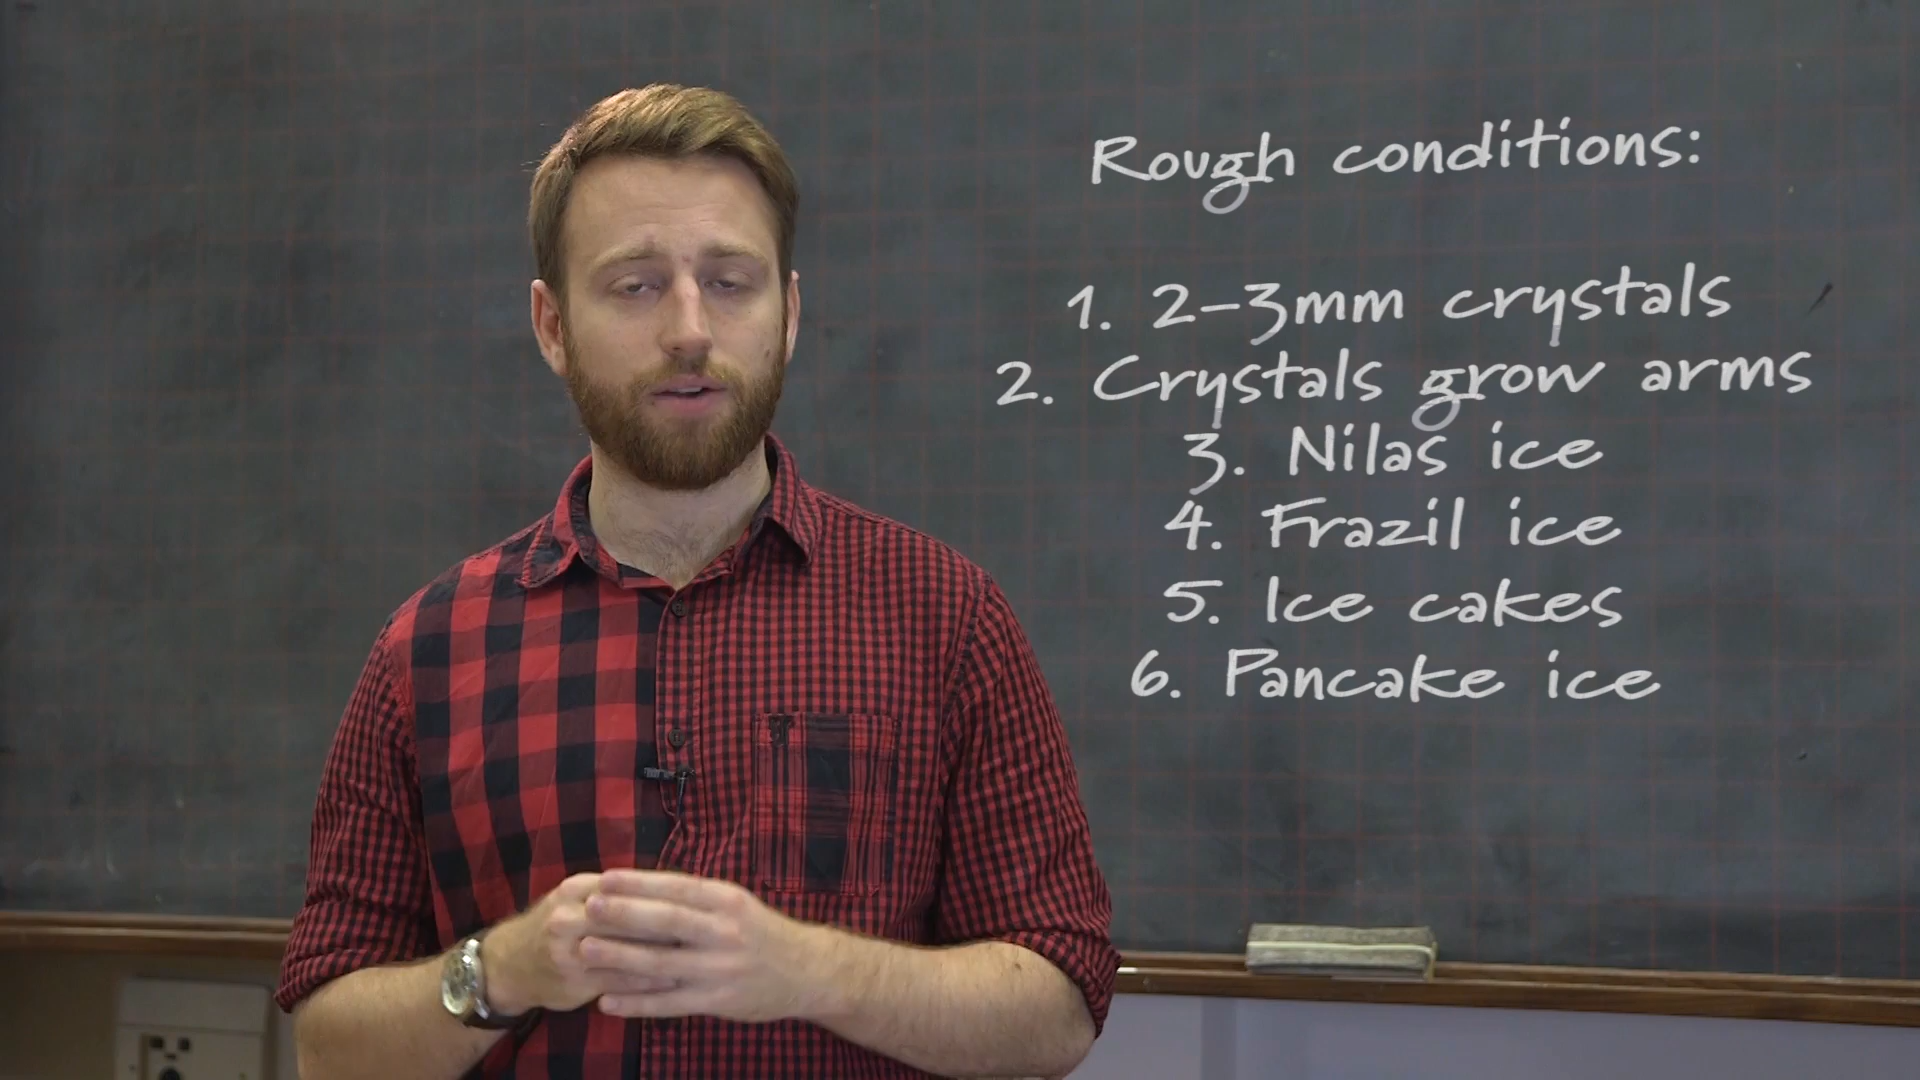 Rough conditions:
1. 2-3mm crystals
2. Crystals grow arms
3. Nilas ice
4. Frazil ice
5. Ice cakes
6. Pancake ice